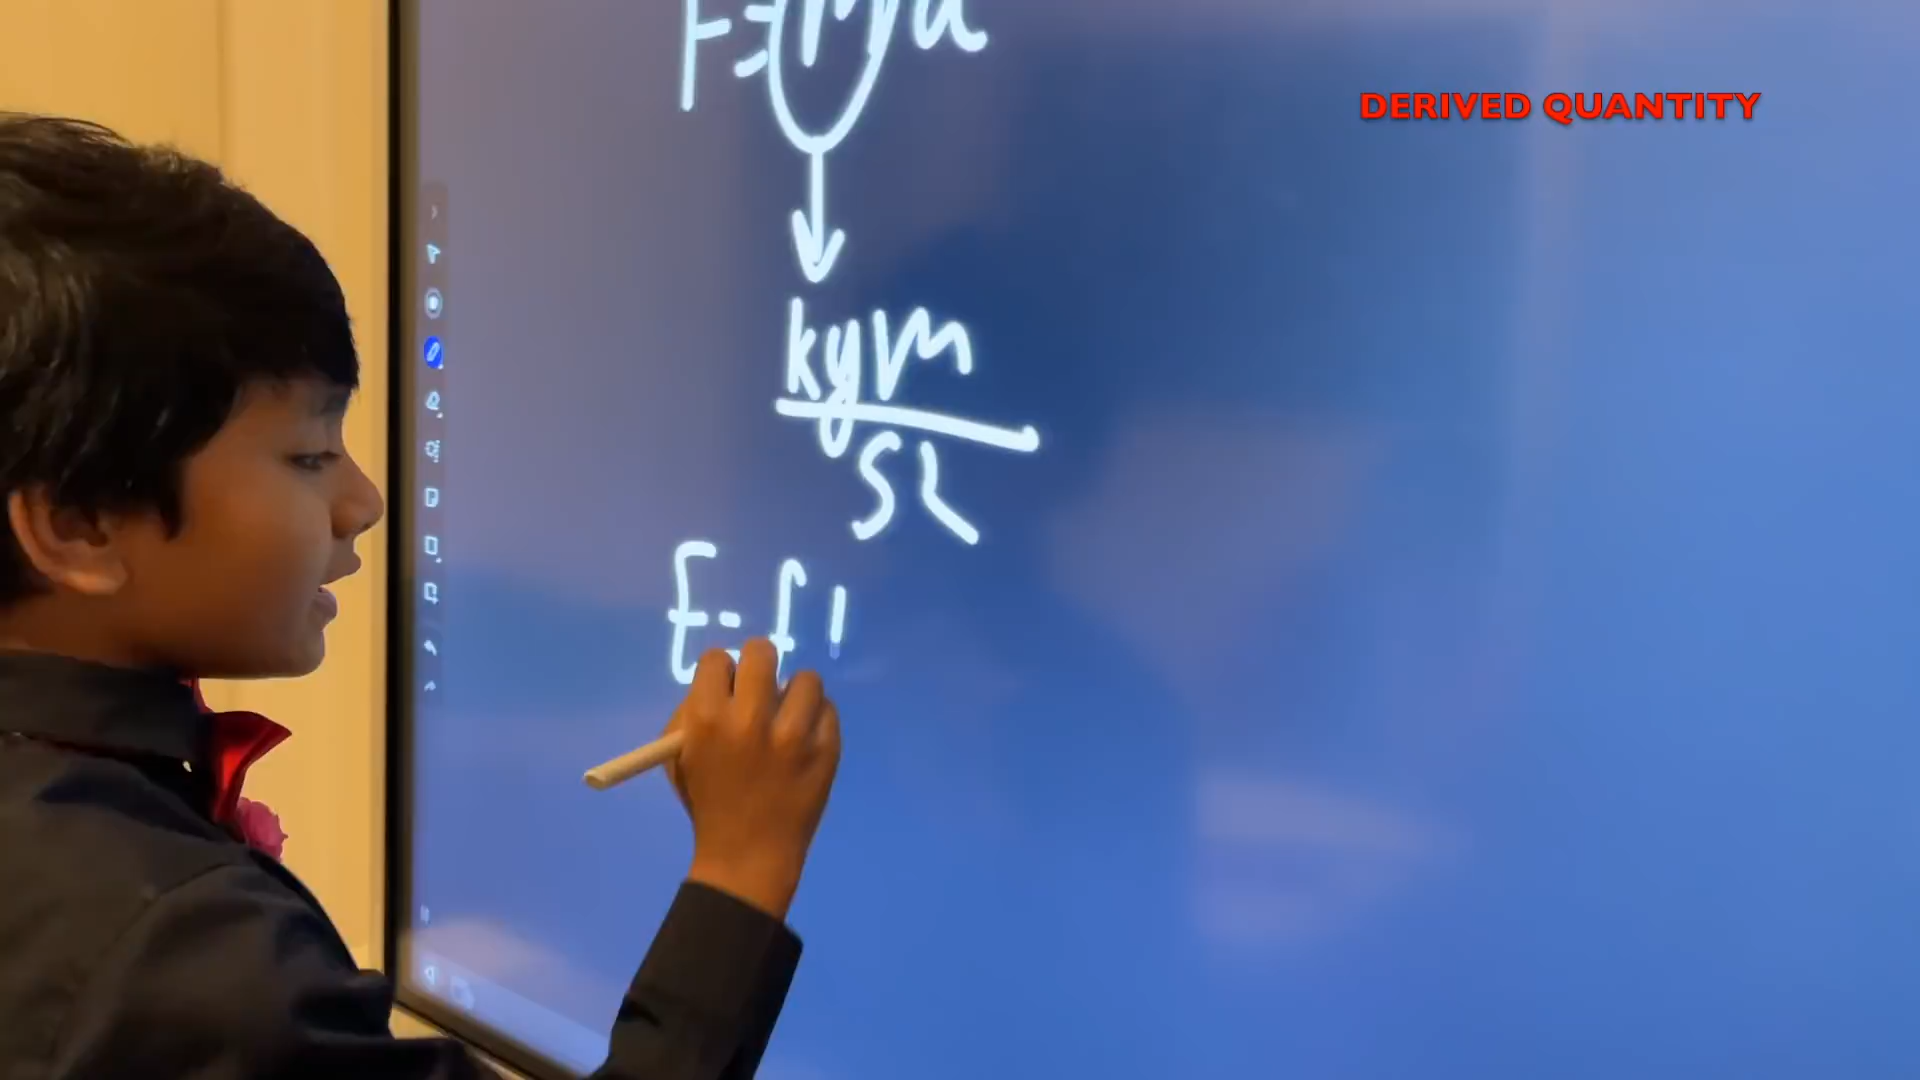 F=ma
DERIVED QUANTITY
kgm
s2
E=f